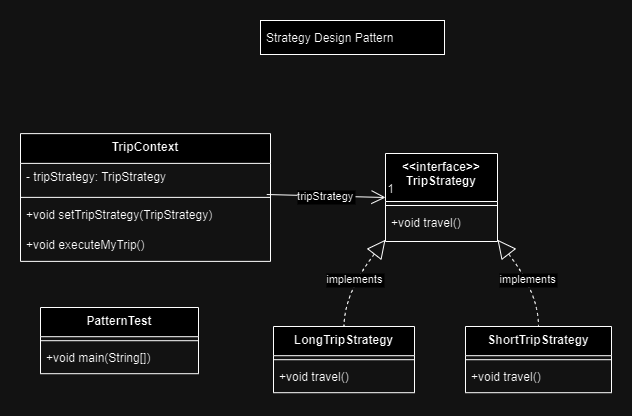 Strategy Design Pattern
TripContext
- tripStrategy: TripStrategy
+void setTripStrategy(TripStrategy)
+void executeMyTrip()
tripStrategy
1
<<interface>>
TripStrategy
+void travel()
implements
implements
PatternTest
+void main(String[])
LongTripStrategy
+void travel()
ShortTripStrategy
+void travel()